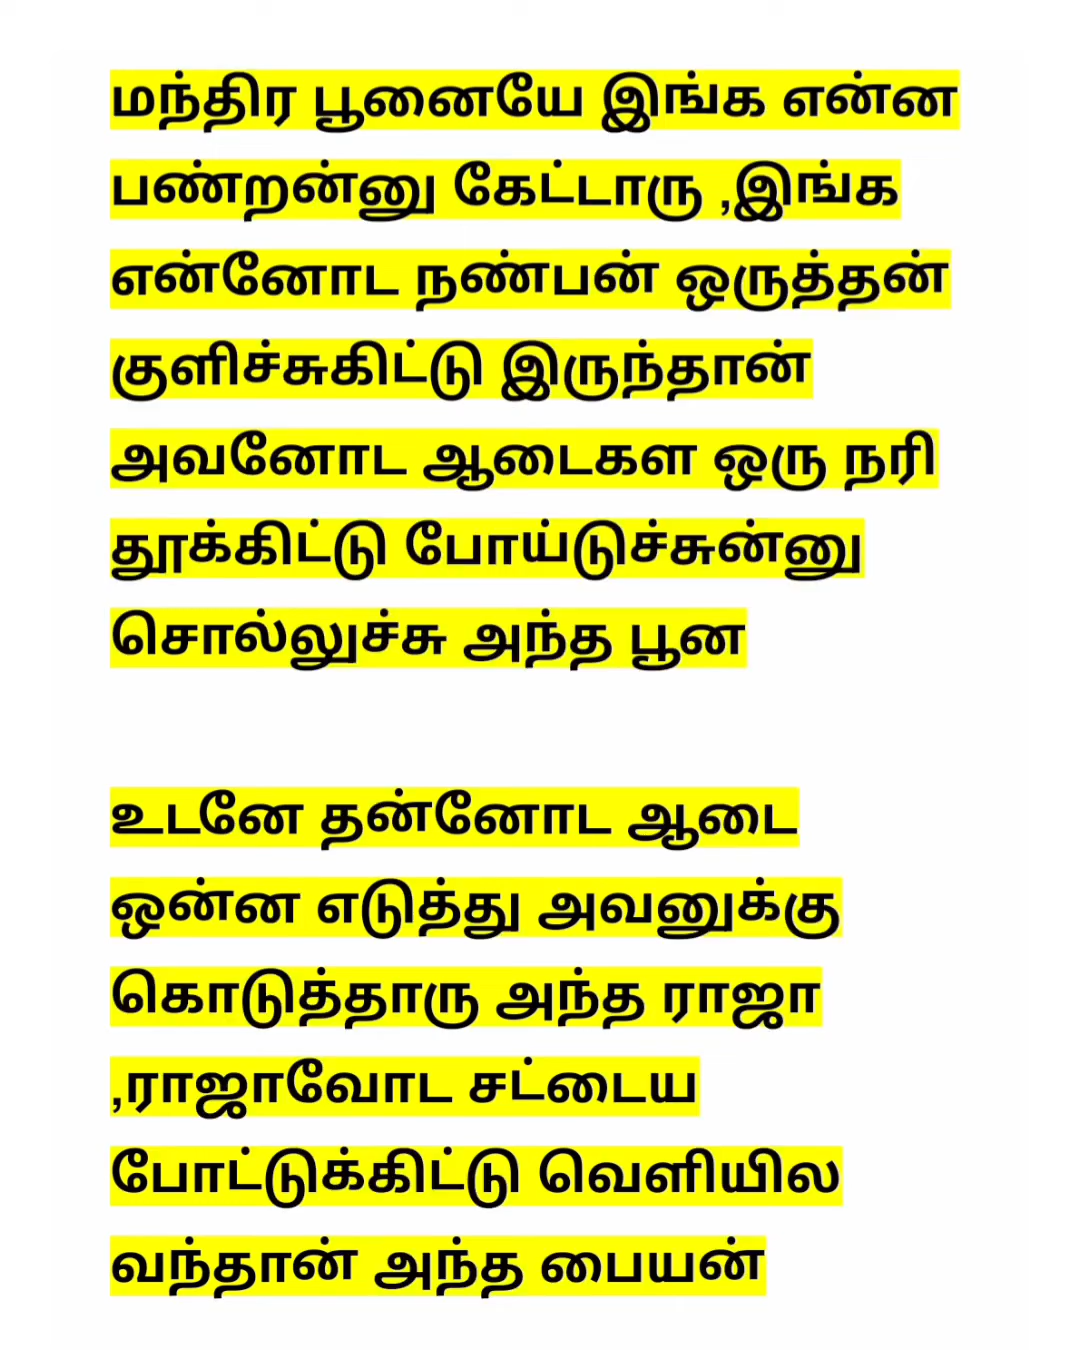 மந்திர பூனையே இங்க என்ன
பண்றன்னு கேட்டாரு ,இங்க
என்னோட நண்பன் ஒருத்தன்
குளிச்சுகிட்டு இருந்தான்
அவனோட ஆடைகள ஒரு நரி
தூக்கிட்டு போய்டுச்சுன்னு
சொல்லுச்சு அந்த பூன
உடனே தன்னோட ஆடை
ஒன்ன எடுத்து அவனுக்கு
கொடுத்தாரு அந்த ராஜா
,ராஜாவோட சட்டைய
போட்டுக்கிட்டு வெளியில
வந்தான் அந்த பையன்